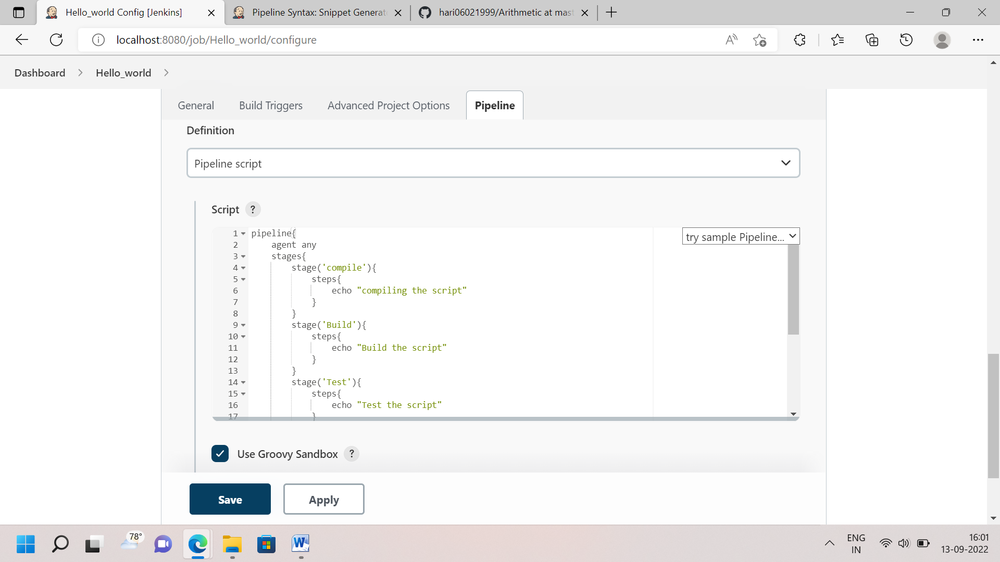 Hello_world Config [Jenkins]
Pipeline Syntax: Snippet Generat
hari06021999/Arithmetic at mast
localhost:8080/job/Hello_world/configure
Dashboard
Hello_world
General
Build Triggers
Advanced Project Options
Pipeline
Definition
Pipeline script
Script ?
try sample Pipeline...
1 pipeline{
2     agent any
3     stages{
4         stage('compile'){
5             steps{
6                 echo "compiling the script"
7             }
8         }
9         stage('Build'){
10             steps{
11                 echo "Build the script"
12             }
13         }
14         stage('Test'){
15             steps{
16                 echo "Test the script"
17             }
Use Groovy Sandbox ?
Save
Apply
78°
W
ENG
IN
16:01
13-09-2022